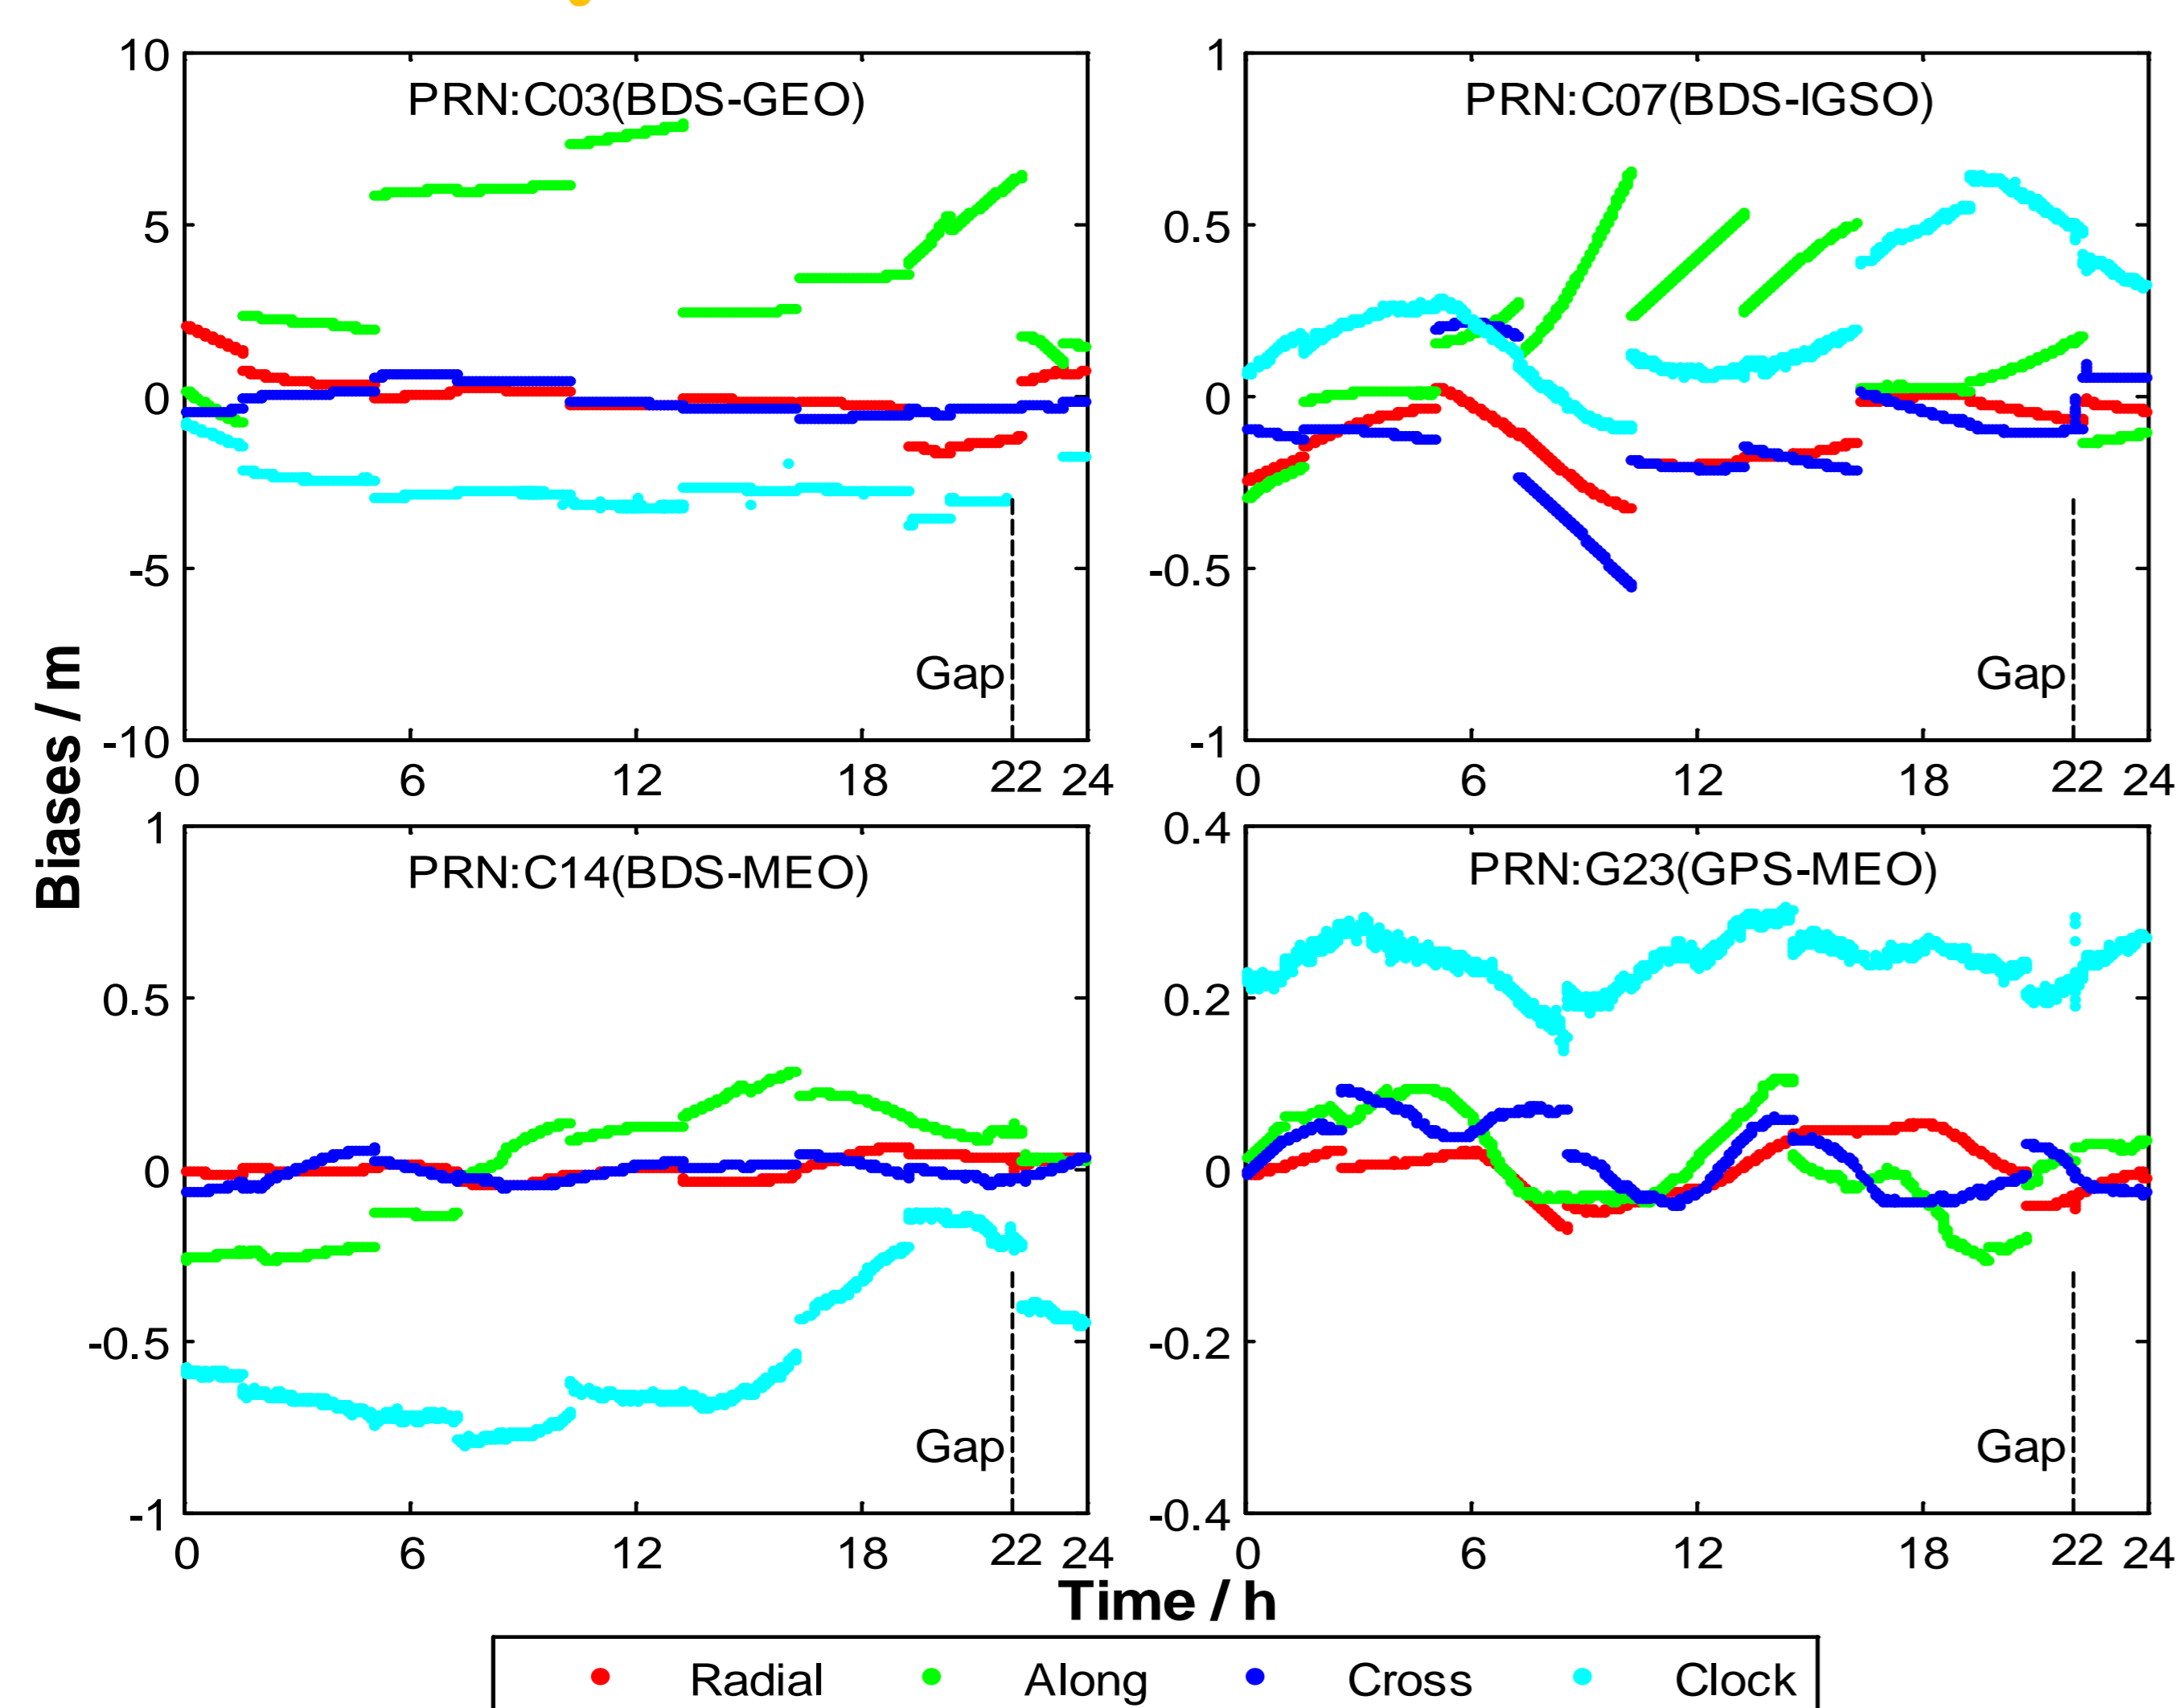 PRN:C03(BDS-GEO)
10
5
0
-5
-10
Gap
0 6 12 18 22 24
PRN:C07(BDS-IGSO)
1
0.5
0
-0.5
-1
Gap
0 6 12 18 22 24
Biases / m
PRN:C14(BDS-MEO)
1
0.5
0
-0.5
-1
Gap
0 6 12 18 22 24
PRN:G23(GPS-MEO)
0.4
0.2
0
-0.2
-0.4
Gap
0 6 12 18 22 24
Time / h
Radial Along Cross Clock